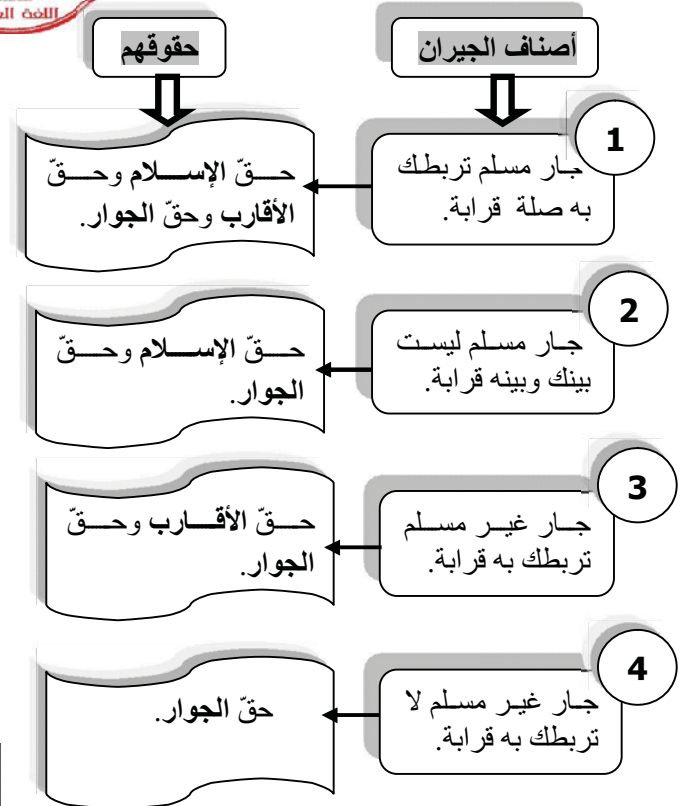 أصناف الجيران
حقوقهم
1
جار مسلم تربطك
به صلة قرابة.
حقّ الإسلام وحقّ
الأقارب وحقّ الجوار.
2
جار مسلم ليست
بينك وبينه قرابة.
حقّ الإسلام وحقّ
الجوار.
3
جار غير مسلم
تربطك به قرابة.
حقّ الأقارب وحقّ
الجوار.
4
جار غير مسلم لا
تربطك به قرابة.
حقّ الجوار.